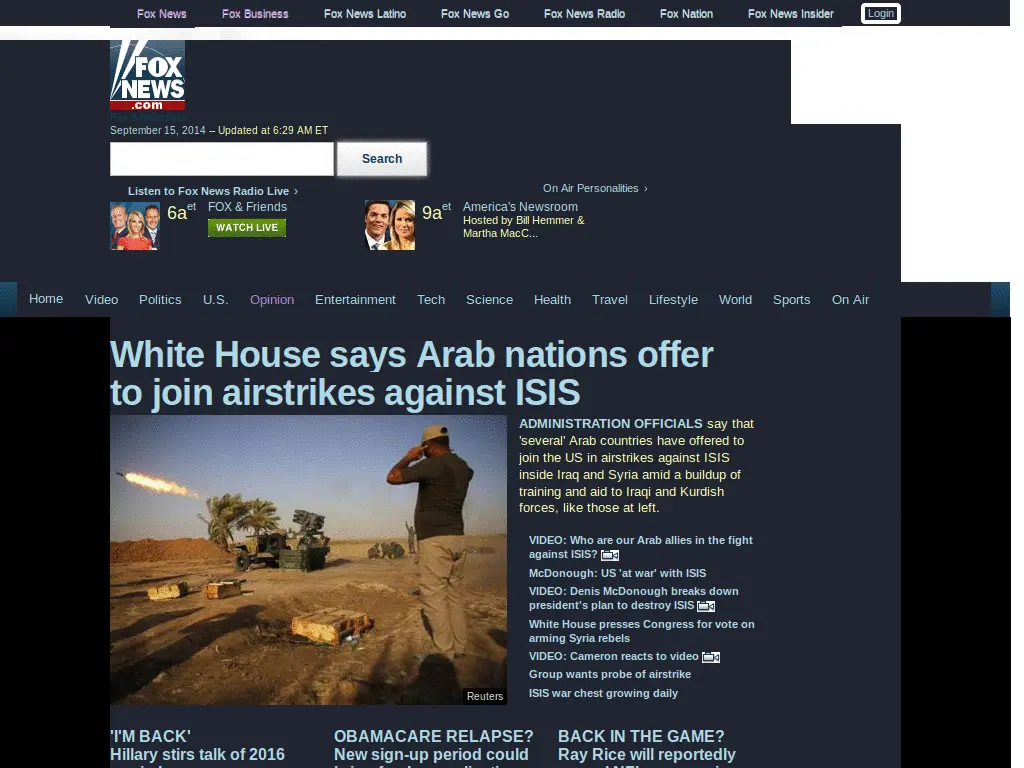 Fox News Fox Business Fox News Latino Fox News Go Fox News Radio Fox Nation Fox News Insider Login
FOX
NEWS
.com
September 15, 2014 – Updated at 6:29 AM ET
Search
Listen to Fox News Radio Live ›
On Air Personalities ›
6a et FOX & Friends
WATCH LIVE
9a et America's Newsroom
Hosted by Bill Hemmer &
Martha MacC...
Home Video Politics U.S. Opinion Entertainment Tech Science Health Travel Lifestyle World Sports On Air
White House says Arab nations offer
to join airstrikes against ISIS
ADMINISTRATION OFFICIALS say that
'several' Arab countries have offered to
join the US in airstrikes against ISIS
inside Iraq and Syria amid a buildup of
training and aid to Iraqi and Kurdish
forces, like those at left.
VIDEO: Who are our Arab allies in the fight
against ISIS?
McDonough: US 'at war' with ISIS
VIDEO: Denis McDonough breaks down
president's plan to destroy ISIS
White House presses Congress for vote on
arming Syria rebels
VIDEO: Cameron reacts to video
Group wants probe of airstrike
ISIS war chest growing daily
Reuters
'I'M BACK'
Hillary stirs talk of 2016
OBAMACARE RELAPSE?
New sign-up period could
BACK IN THE GAME?
Ray Rice will reportedly